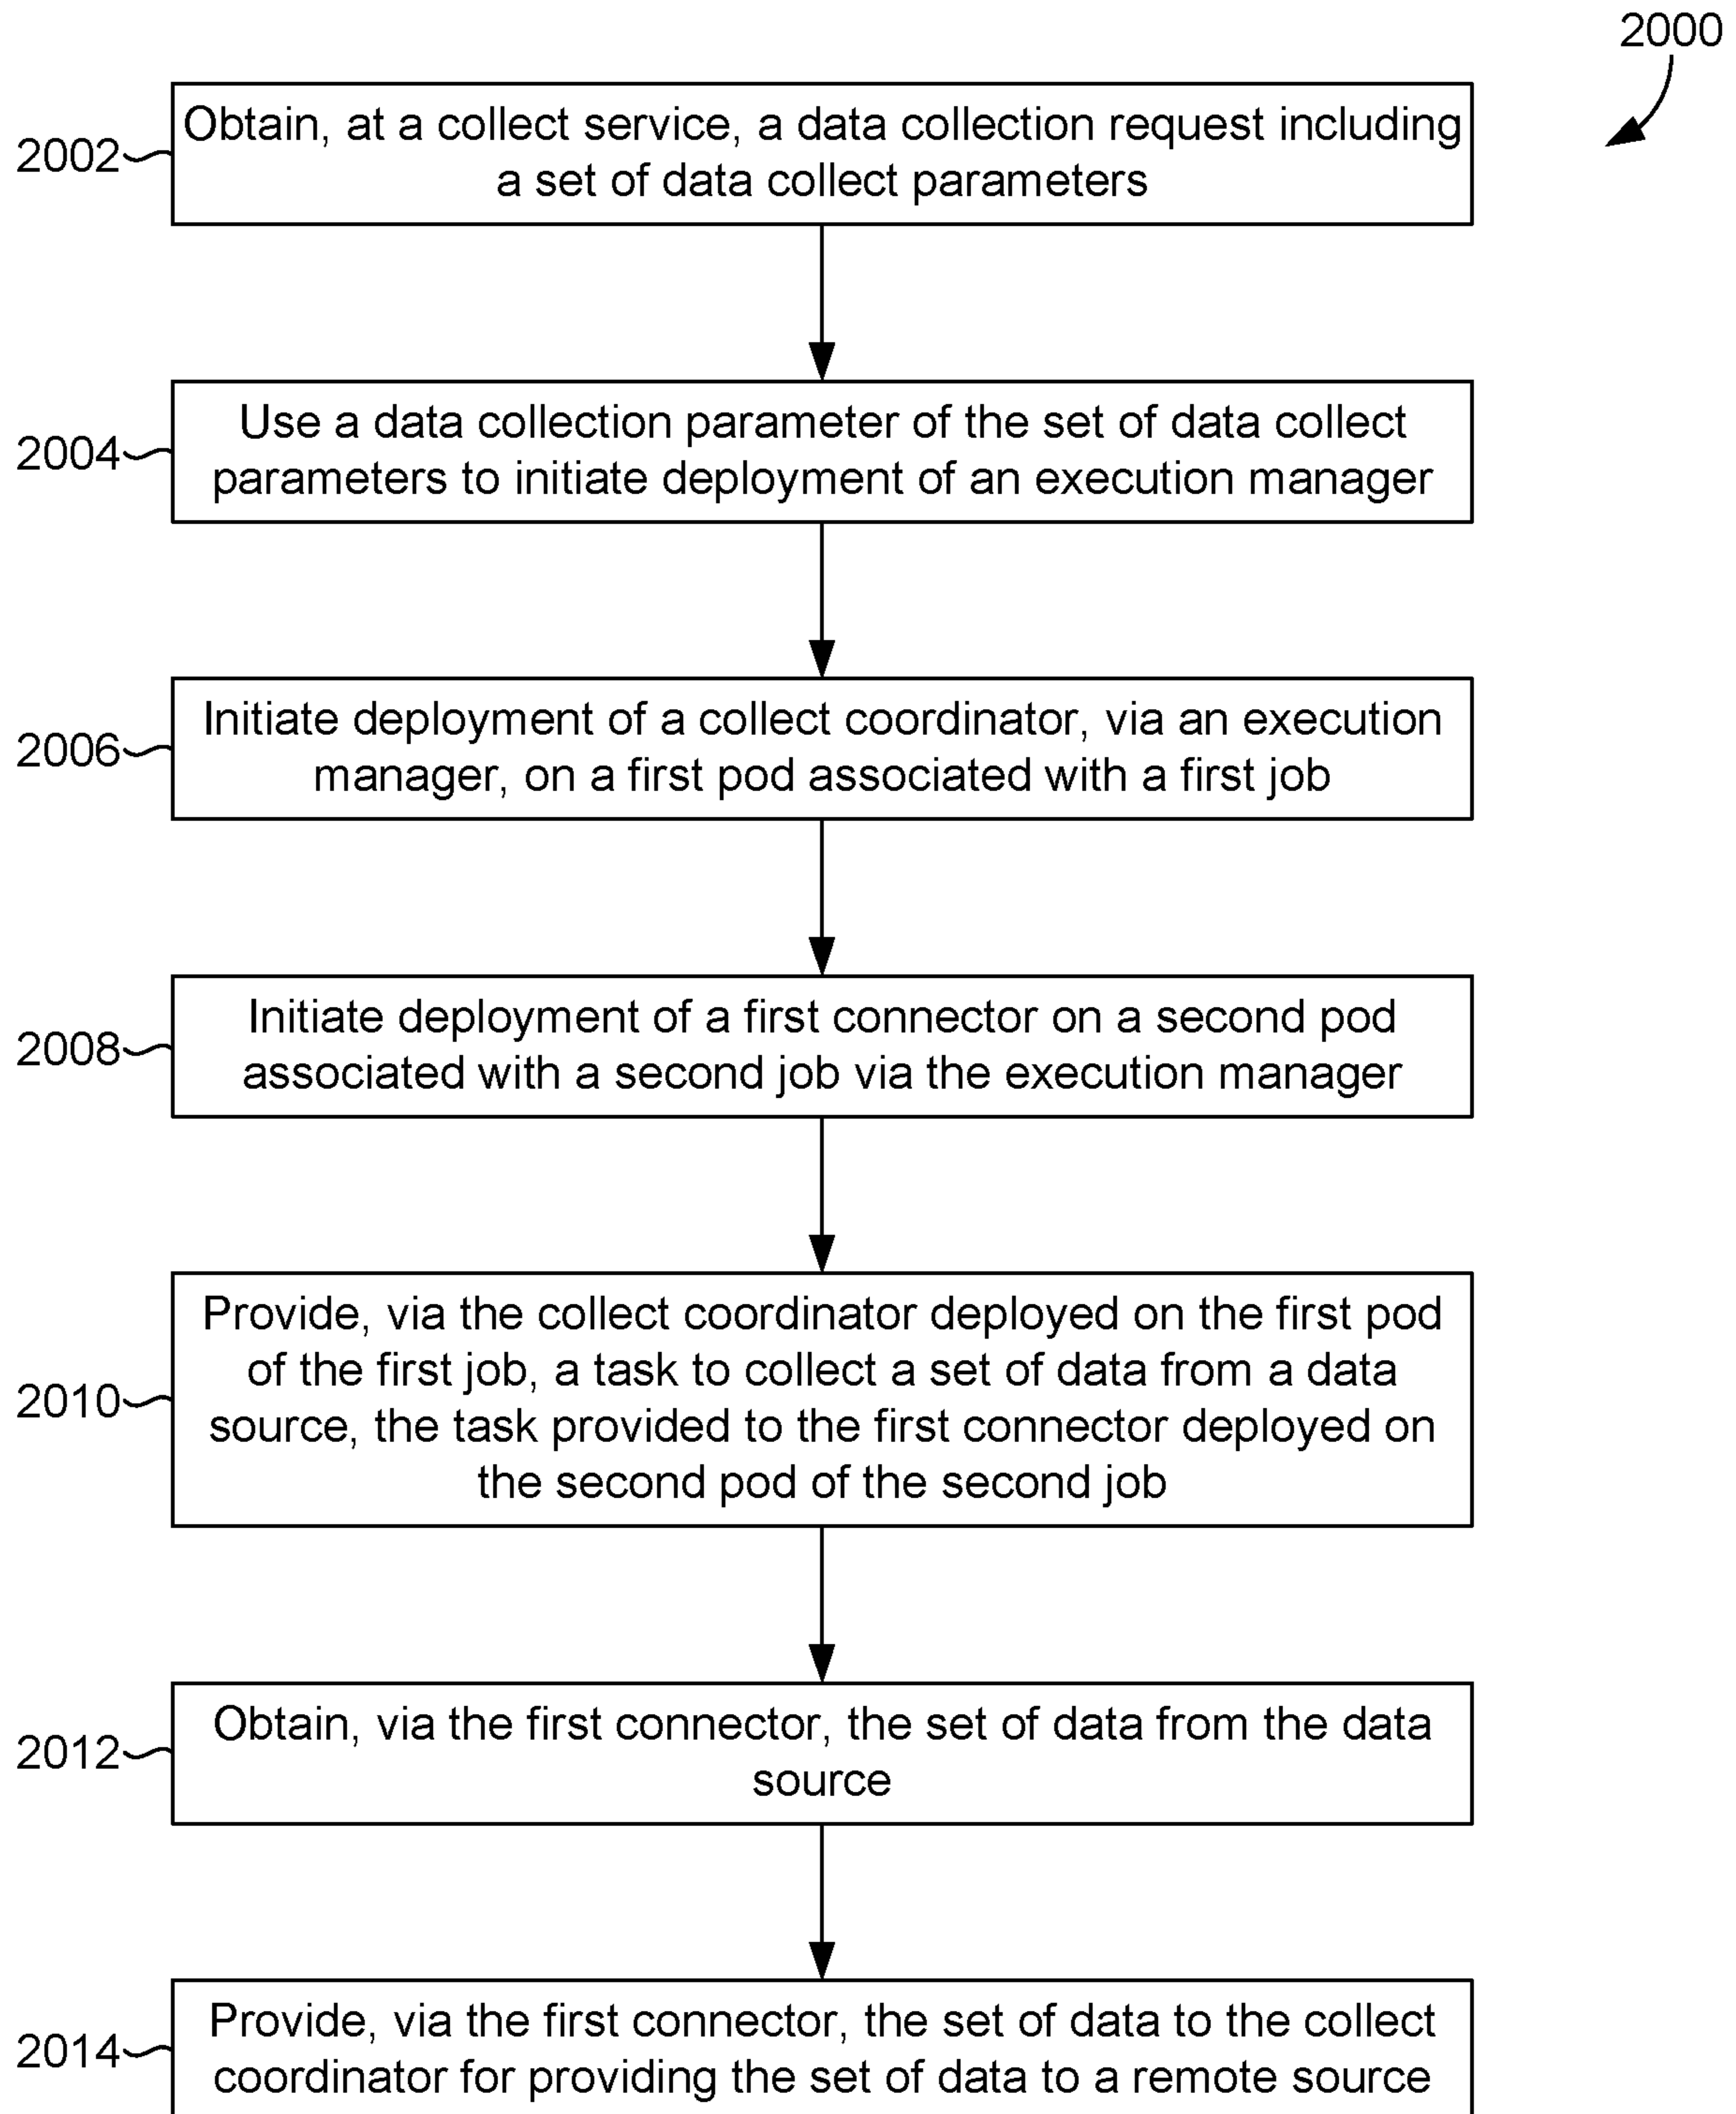 2000
2002
Obtain, at a collect service, a data collection request including
a set of data collect parameters
2004
Use a data collection parameter of the set of data collect
parameters to initiate deployment of an execution manager
2006
Initiate deployment of a collect coordinator, via an execution
manager, on a first pod associated with a first job
2008
Initiate deployment of a first connector on a second pod
associated with a second job via the execution manager
2010
Provide, via the collect coordinator deployed on the first pod
of the first job, a task to collect a set of data from a data
source, the task provided to the first connector deployed on
the second pod of the second job
2012
Obtain, via the first connector, the set of data from the data
source
2014
Provide, via the first connector, the set of data to the collect
coordinator for providing the set of data to a remote source